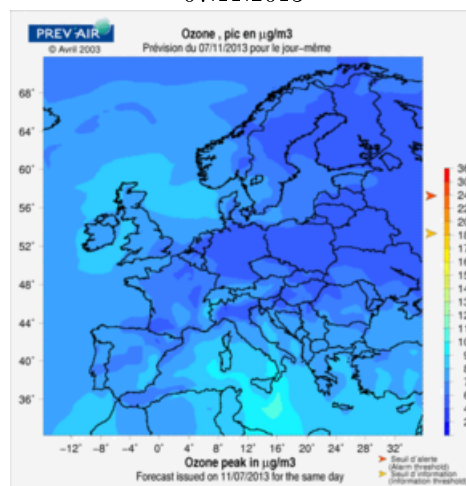 PREV'AIR
© Avril 2003
Ozone , pic en µg/m3
Prévision du 07/11/2013 pour le jour-même
68°
64°
60°
56°
52°
48°
44°
40°
36°
-12° -8° -4° 0° 4° 8° 12° 16° 20° 24° 28° 32°
Ozone peak in µg/m3
Forecast issued on 11/07/2013 for the same day
Seuil d'alerte
(Alarm threshold)
Seuil d'information
(Information threshold)